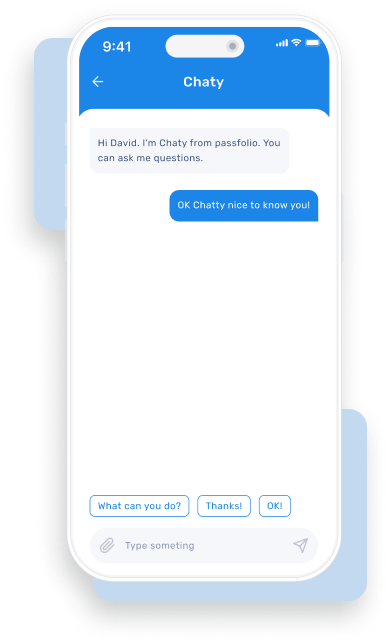 9:41
Chaty
Hi David. I'm Chaty from passfolio. You
can ask me questions.
OK Chatty nice to know you!
What can you do?
Thanks!
OK!
Type someting